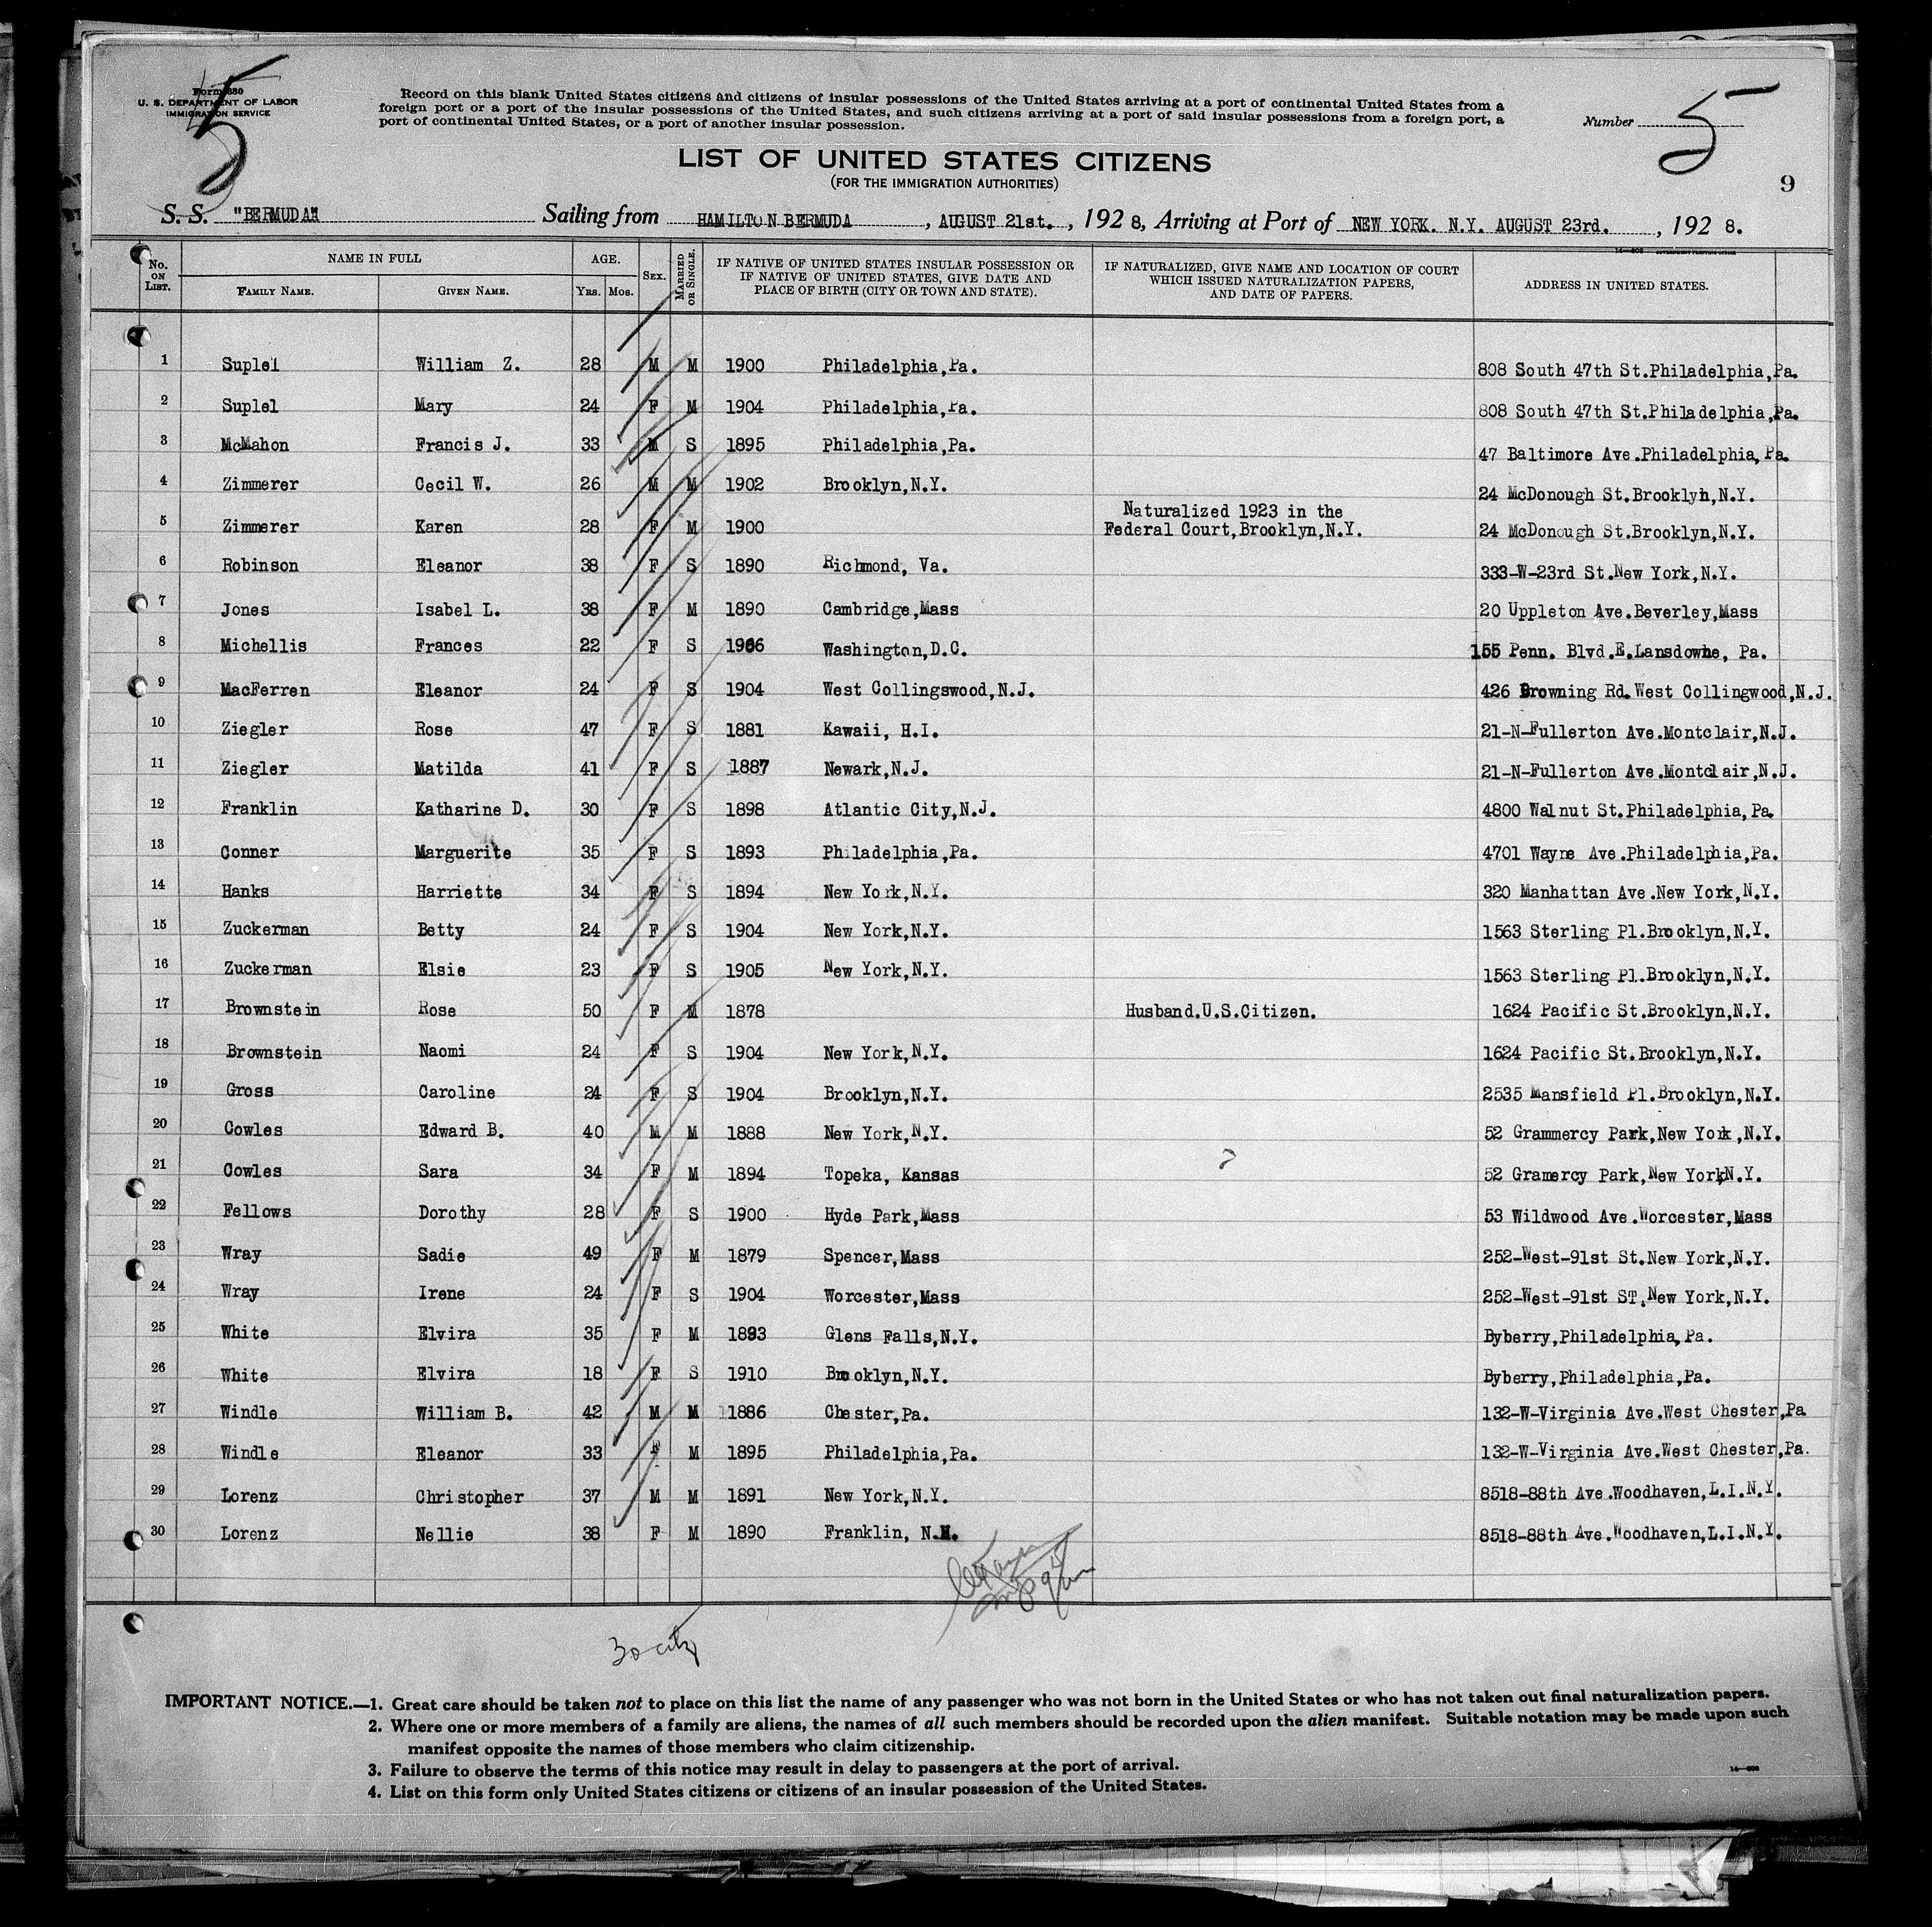 5
Form 630
U. S. DEPARTMENT OF LABOR
IMMIGRATION SERVICE
Record on this blank United States citizens and citizens of insular possessions of the United States arriving at a port of continental United States from a
foreign port or a port of the insular possessions of the United States, and such citizens arriving at a port of said insular possessions from a foreign port, a
port of continental United States, or a port of another insular possession.
Number 5
LIST OF UNITED STATES CITIZENS
(FOR THE IMMIGRATION AUTHORITIES)
9
S. S. "BERMUDA" Sailing from HAMILTON BERMUDA, AUGUST 21st., 192 8, Arriving at Port of NEW YORK. N.Y. AUGUST 23rd., 192 8.
No. ON LIST. NAME IN FULL FAMILY NAME. GIVEN NAME. AGE. YRS. MOS. SEX. MARRIED OR SINGLE. IF NATIVE OF UNITED STATES INSULAR POSSESSION OR IF NATIVE OF UNITED STATES, GIVE DATE AND PLACE OF BIRTH (CITY OR TOWN AND STATE). IF NATURALIZED, GIVE NAME AND LOCATION OF COURT WHICH ISSUED NATURALIZATION PAPERS, AND DATE OF PAPERS. ADDRESS IN UNITED STATES.
1 Suplel William Z. 28 M M 1900 Philadelphia,Pa. 808 South 47th St.Philadelphia,Pa.
2 Suplel Mary 24 F M 1904 Philadelphia,Pa. 808 South 47th St.Philadelphia,Pa.
3 McMahon Francis J. 33 M S 1895 Philadelphia,Pa. 47 Baltimore Ave.Philadelphia,Pa.
4 Zimmerer Cecil W. 26 M M 1902 Brooklyn,N.Y. 24 McDonough St.Brooklyn,N.Y.
5 Zimmerer Karen 28 F M 1900 Naturalized 1923 in the Federal Court,Brooklyn,N.Y. 24 McDonough St.Brooklyn,N.Y.
6 Robinson Eleanor 38 F S 1890 Richmond, Va. 333-W-23rd St.New York,N.Y.
7 Jones Isabel L. 38 F M 1890 Cambridge,Mass 20 Uppleton Ave.Beverley,Mass
8 Michellis Frances 22 F S 1906 Washington,D.C. 155 Penn. Blvd.E.Lansdowne, Pa.
9 MacFerren Eleanor 24 F S 1904 West Collingswood,N.J. 426 Browning Rd.West Collingwood,N.J.
10 Ziegler Rose 47 F S 1881 Kawaii, H.I. 21-N-Fullerton Ave.Montclair,N.J.
11 Ziegler Matilda 41 F S 1887 Newark,N.J. 21-N-Fullerton Ave.Montclair,N.J.
12 Franklin Katharine D. 30 F S 1898 Atlantic City,N.J. 4800 Walnut St.Philadelphia,Pa.
13 Conner Marguerite 35 F S 1893 Philadelphia,Pa. 4701 Wayne Ave.Philadelphia,Pa.
14 Hanks Harriette 34 F S 1894 New York,N.Y. 320 Manhattan Ave.New York,N.Y.
15 Zuckerman Betty 24 F S 1904 New York,N.Y. 1563 Sterling Pl.Brooklyn,N.Y.
16 Zuckerman Elsie 23 F S 1905 New York,N.Y. 1563 Sterling Pl.Brooklyn,N.Y.
17 Brownstein Rose 50 F M 1878 Husband.U.S.Citizen. 1624 Pacific St.Brooklyn,N.Y.
18 Brownstein Naomi 24 F S 1904 New York,N.Y. 1624 Pacific St.Brooklyn,N.Y.
19 Gross Caroline 24 F S 1904 Brooklyn,N.Y. 2535 Mansfield Pl.Brooklyn,N.Y.
20 Cowles Edward B. 40 M M 1888 New York,N.Y. 52 Grammercy Park,New York,N.Y.
21 Cowles Sara 34 F M 1894 Topeka, Kansas 52 Gramercy Park,New York,N.Y.
22 Fellows Dorothy 28 F S 1900 Hyde Park,Mass 53 Wildwood Ave.Worcester,Mass
23 Wray Sadie 49 F M 1879 Spencer,Mass 252-West-91st St.New York,N.Y.
24 Wray Irene 24 F S 1904 Worcester,Mass 252-West-91st ST.New York,N.Y.
25 White Elvira 35 F M 1893 Glens Falls,N.Y. Byberry,Philadelphia,Pa.
26 White Elvira 18 F S 1910 Brooklyn,N.Y. Byberry,Philadelphia,Pa.
27 Windle William B. 42 M M 1886 Chester,Pa. 132-W-Virginia Ave.West Chester,Pa
28 Windle Eleanor 33 F M 1895 Philadelphia,Pa. 132-W-Virginia Ave.West Chester,Pa.
29 Lorenz Christopher 37 M M 1891 New York,N.Y. 8518-88th Ave.Woodhaven,L.I.N.Y.
30 Lorenz Nellie 38 F M 1890 Franklin, N.H. 8518-88th Ave.Woodhaven,L.I.N.Y.
30 city
IMPORTANT NOTICE.—1. Great care should be taken not to place on this list the name of any passenger who was not born in the United States or who has not taken out final naturalization papers.
2. Where one or more members of a family are aliens, the names of all such members should be recorded upon the alien manifest. Suitable notation may be made upon such
manifest opposite the names of those members who claim citizenship.
3. Failure to observe the terms of this notice may result in delay to passengers at the port of arrival.
4. List on this form only United States citizens or citizens of an insular possession of the United States.